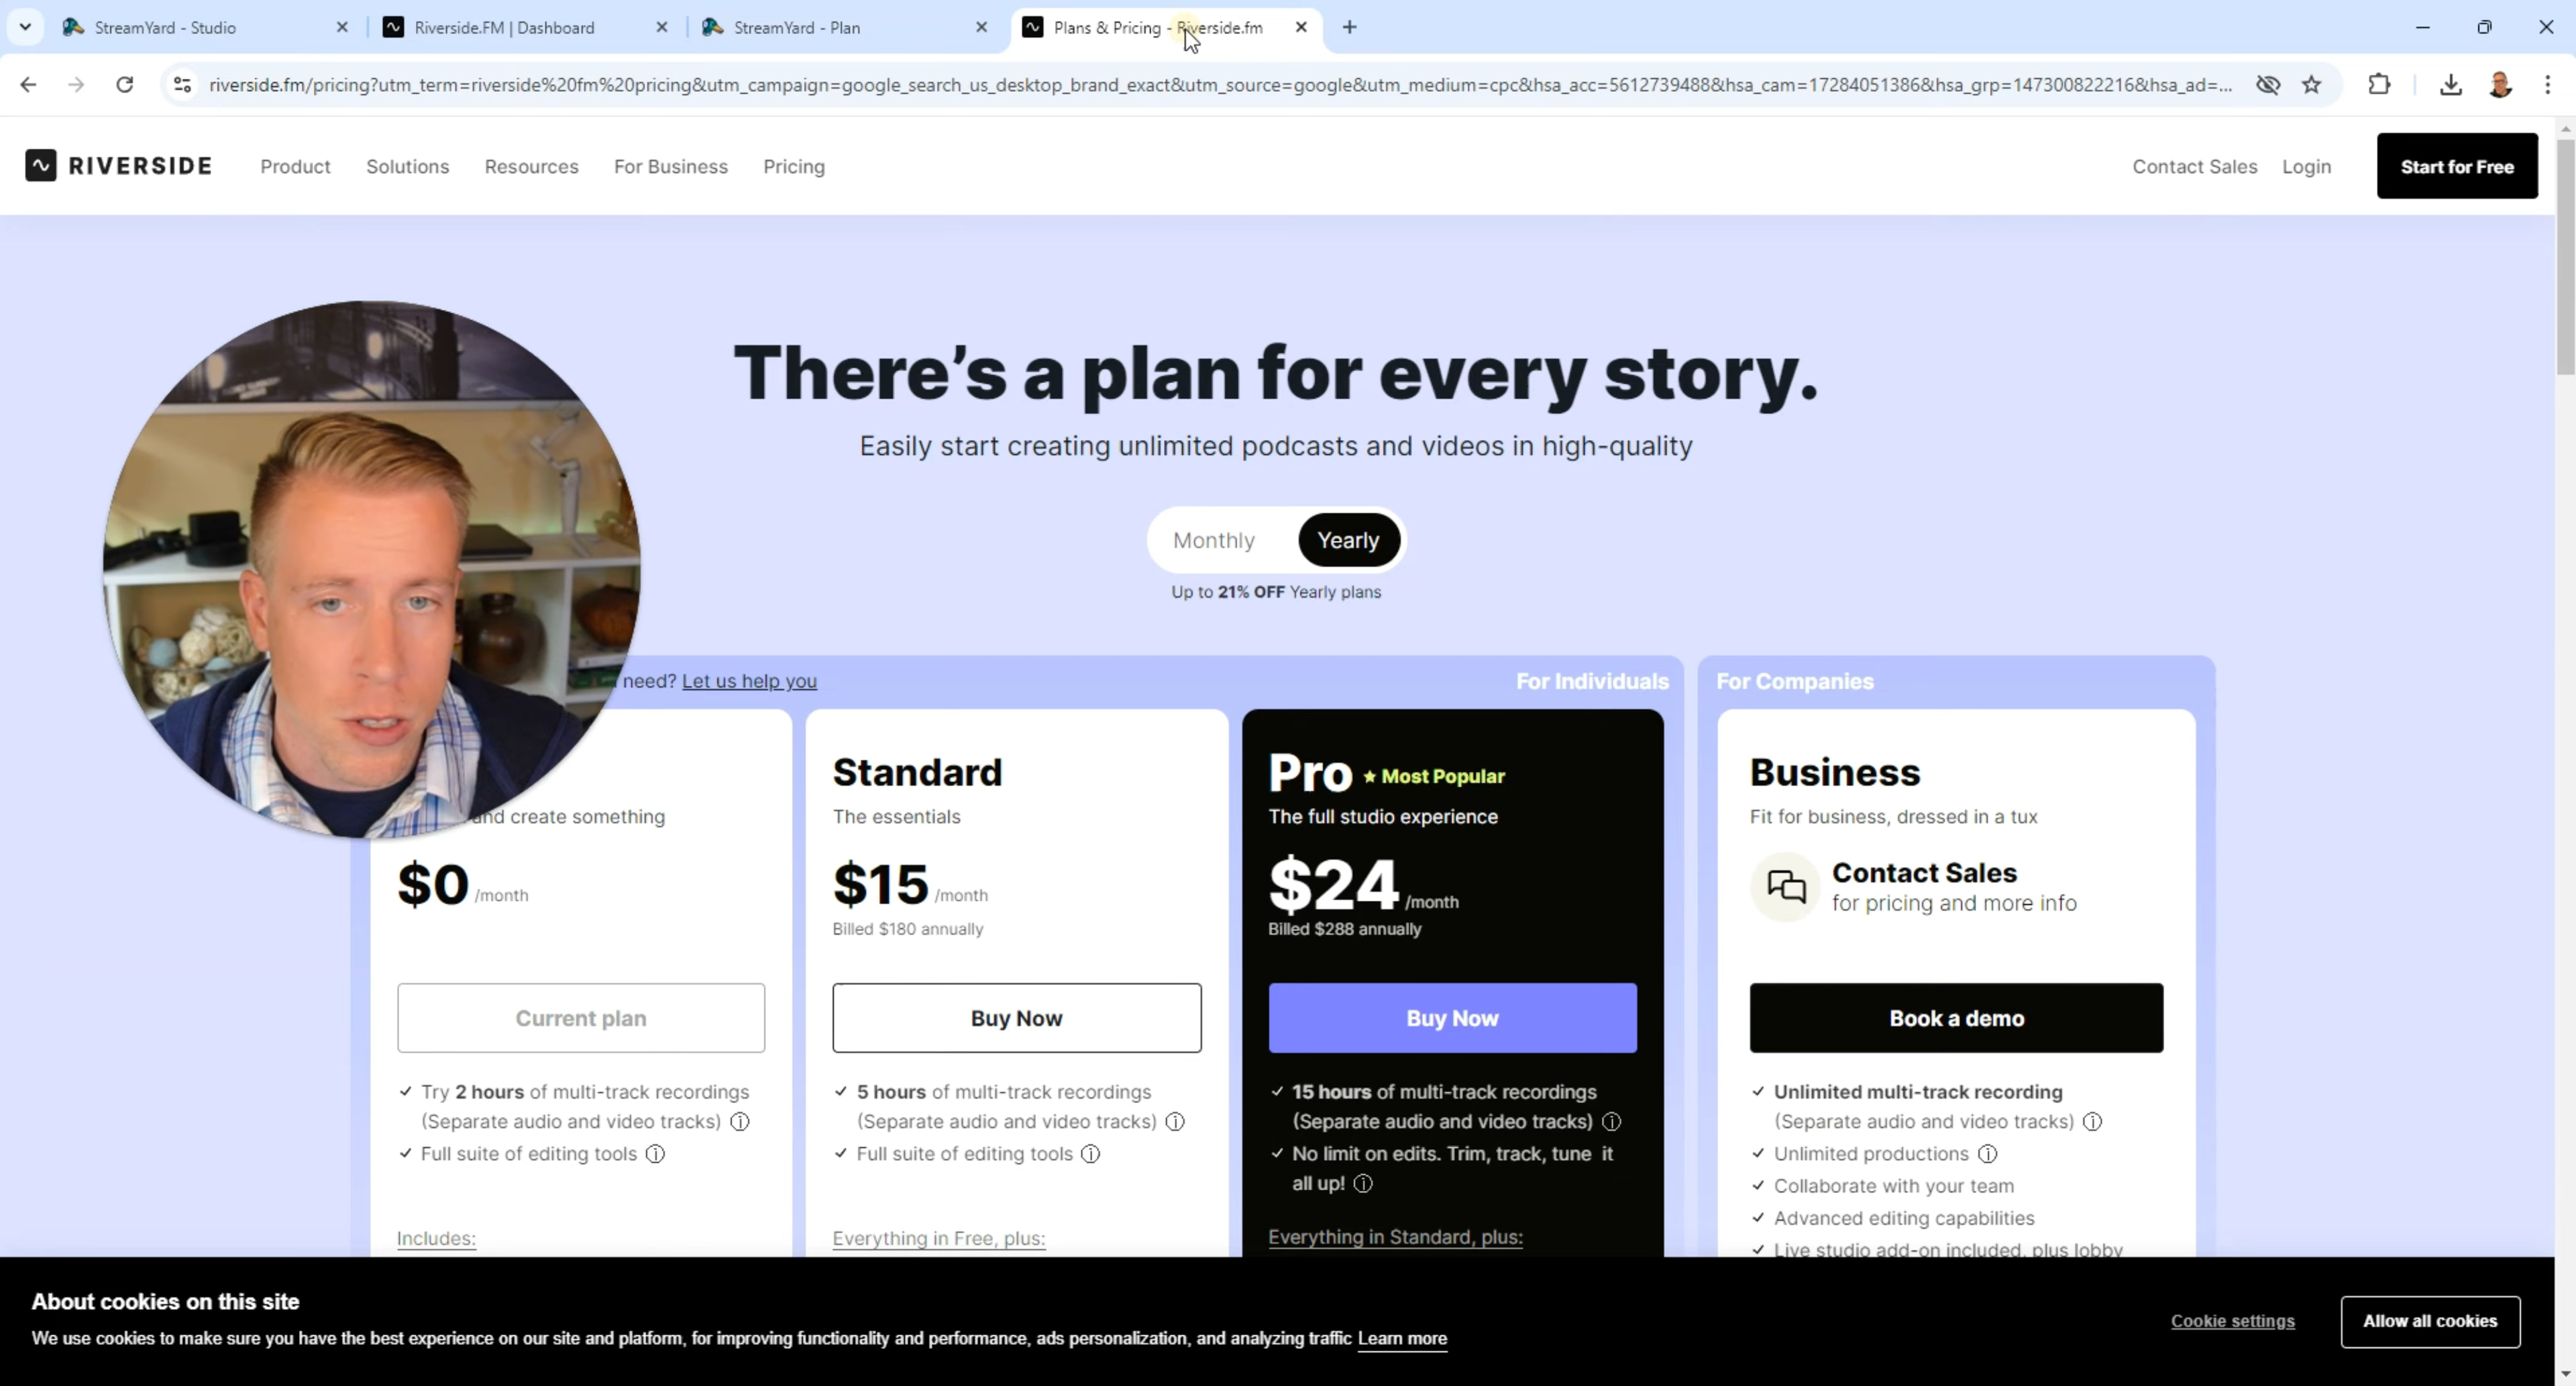 StreamYard - Studio
Riverside.FM | Dashboard
StreamYard - Plan
Plans & Pricing - Riverside.fm
riverside.fm/pricing?utm_term=riverside%20fm%20pricing&utm_campaign=google_search_us_desktop_brand_exact&utm_source=google&utm_medium=cpc&hsa_acc=5612739488&hsa_cam=17284051386&hsa_grp=147300822216&hsa_ad=...
RIVERSIDE
Product
Solutions
Resources
For Business
Pricing
Contact Sales
Login
Start for Free
There's a plan for every story.
Easily start creating unlimited podcasts and videos in high-quality
Monthly
Yearly
Up to 21% OFF Yearly plans
need? Let us help you
For Individuals
For Companies
and create something
$0 /month
Current plan
Try 2 hours of multi-track recordings
(Separate audio and video tracks)
Full suite of editing tools
Includes:
Standard
The essentials
$15 /month
Billed $180 annually
Buy Now
5 hours of multi-track recordings
(Separate audio and video tracks)
Full suite of editing tools
Everything in Free, plus:
Pro ★ Most Popular
The full studio experience
$24 /month
Billed $288 annually
Buy Now
15 hours of multi-track recordings
(Separate audio and video tracks)
No limit on edits. Trim, track, tune it
all up!
Everything in Standard, plus:
Business
Fit for business, dressed in a tux
Contact Sales
for pricing and more info
Book a demo
Unlimited multi-track recording
(Separate audio and video tracks)
Unlimited productions
Collaborate with your team
Advanced editing capabilities
Live studio add-on included, plus lobby
About cookies on this site
We use cookies to make sure you have the best experience on our site and platform, for improving functionality and performance, ads personalization, and analyzing traffic Learn more
Cookie settings
Allow all cookies